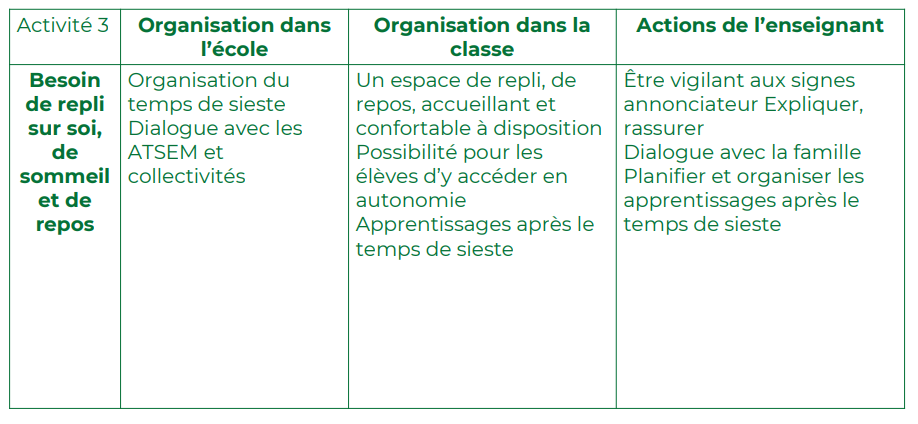 Activité 3
Organisation dans
l’école
Organisation dans la
classe
Actions de l’enseignant
Besoin
de repli
sur soi,
de
sommeil
et de
repos
Organisation du
temps de sieste
Dialogue avec les
ATSEM et
collectivités
Un espace de repli, de
repos, accueillant et
confortable à disposition
Possibilité pour les
élèves d’y accéder en
autonomie
Apprentissages après le
temps de sieste
Être vigilant aux signes
annonciateur Expliquer,
rassurer
Dialogue avec la famille
Planifier et organiser les
apprentissages après le
temps de sieste